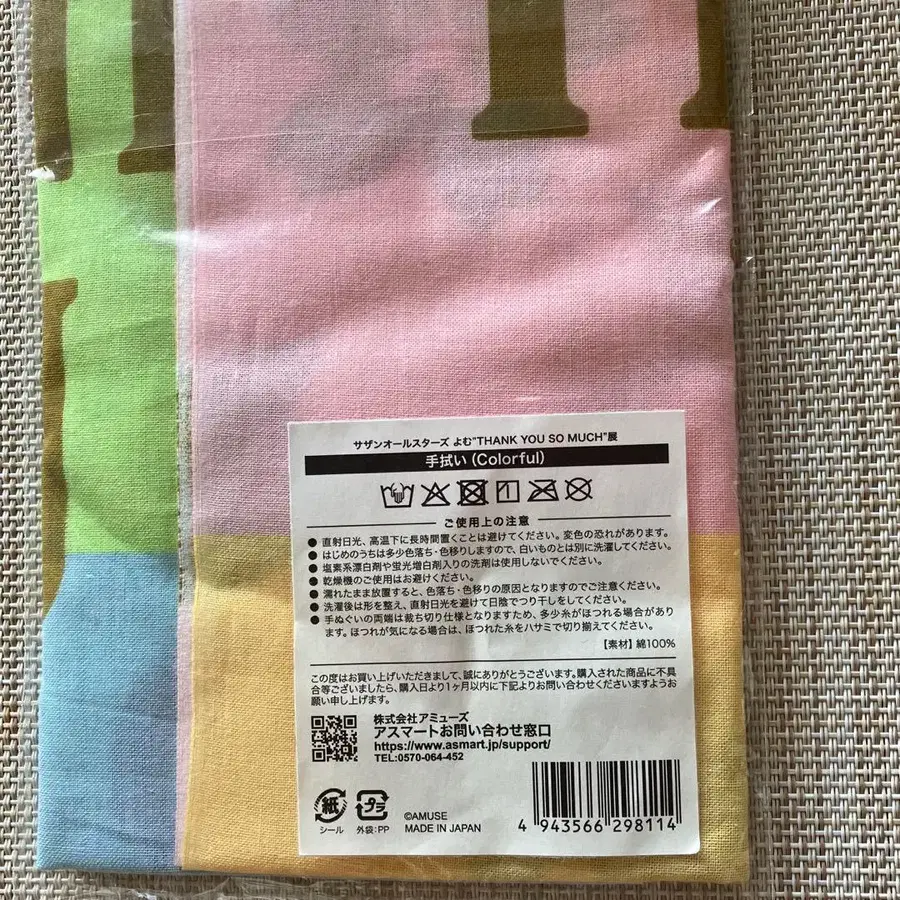 サザンオールスターズ よむ"THANK YOU SO MUCH"展
手拭い（Colorful）
ご使用上の注意
● 直射日光、高温下に長時間置くことは避けてください。変色の恐れがあります。
● はじめのうちは多少色落ち・色移りしますので、白いものとは別に洗濯してください。
● 塩素系漂白剤や蛍光増白剤入りの洗剤は使用しないでください。
● 乾燥機のご使用はお避けください。
● 濡れたまま放置すると、色落ち・色移りの原因となりますのでご注意ください。
● 洗濯後は形を整え、直射日光を避けて日陰でつり干しをしてください。
● 手ぬぐいの両端は裁ち切り仕様となりますため、多少糸がほつれる場合があり
ます。ほつれが気になる場合は、ほつれた糸をハサミで切り揃えてください。
【素材】綿100%
この度はお買い上げいただきまして、誠にありがとうございます。購入された商品に不具
合等ございましたら、購入日より1ヶ月以内に下記よりお問い合わせくださいますようお
願い申し上げます。
株式会社アミューズ
アスマートお問い合わせ窓口
https://www.asmart.jp/support/
TEL:0570-064-452
紙
シール
プラ
外袋:PP
©AMUSE
MADE IN JAPAN
4 943566 298114